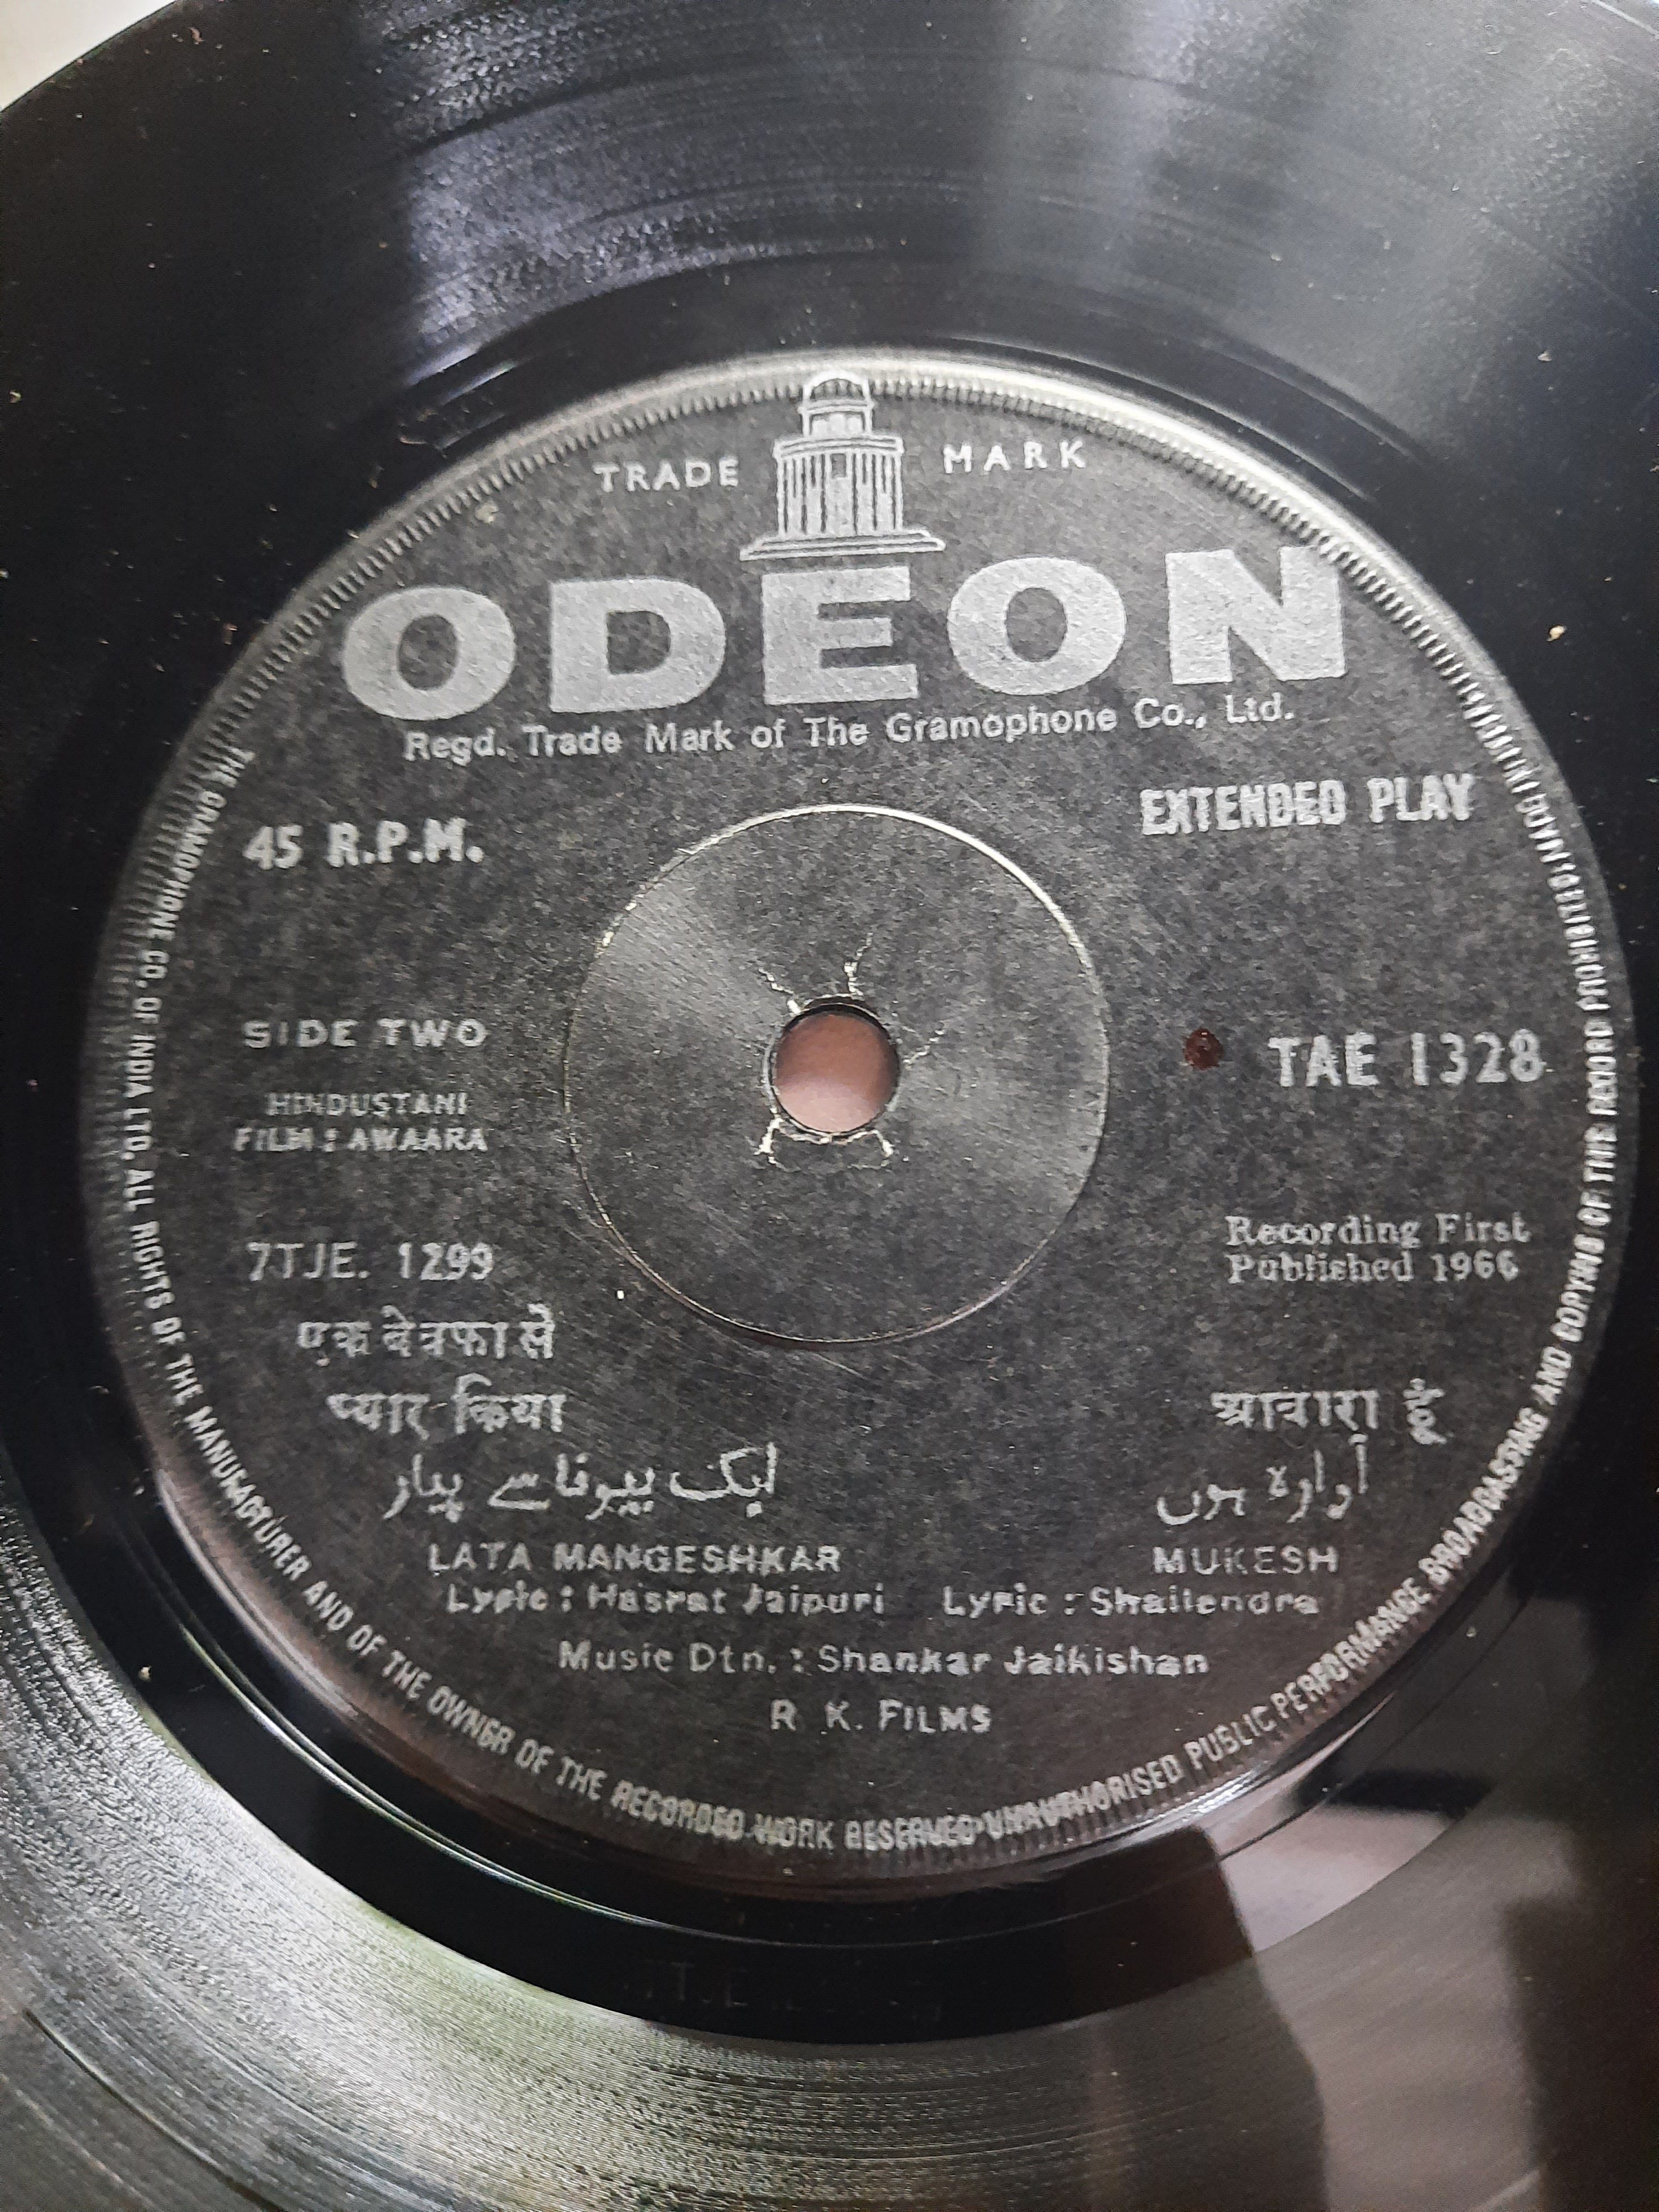 TRADE MARK
ODEON
Regd. Trade Mark of The Gramophone Co., Ltd.
45 R.P.M.
EXTENDED PLAY
SIDE TWO
TAE 1328
HINDUSTANI
FILM : AWAARA
7TJE. 1299
Recording First
Published 1966
एक बेवफा से
प्यार किया
ایک بیوفا سے پیار
आवारा हूं
آوارہ ہوں
LATA MANGESHKAR
Lyric : Hasrat Jaipuri
MUKESH
Lyric : Shailendra
Music Dtn. : Shankar Jaikishan
R. K. FILMS
THE GRAMOPHONE CO. OF INDIA LTD. ALL RIGHTS OF THE MANUFACTURER AND OF THE OWNER OF THE RECORDED WORK RESERVED UNAUTHORISED PUBLIC PERFORMANCE BROADCASTING AND COPYING OF THIS RECORD PROHIBITED